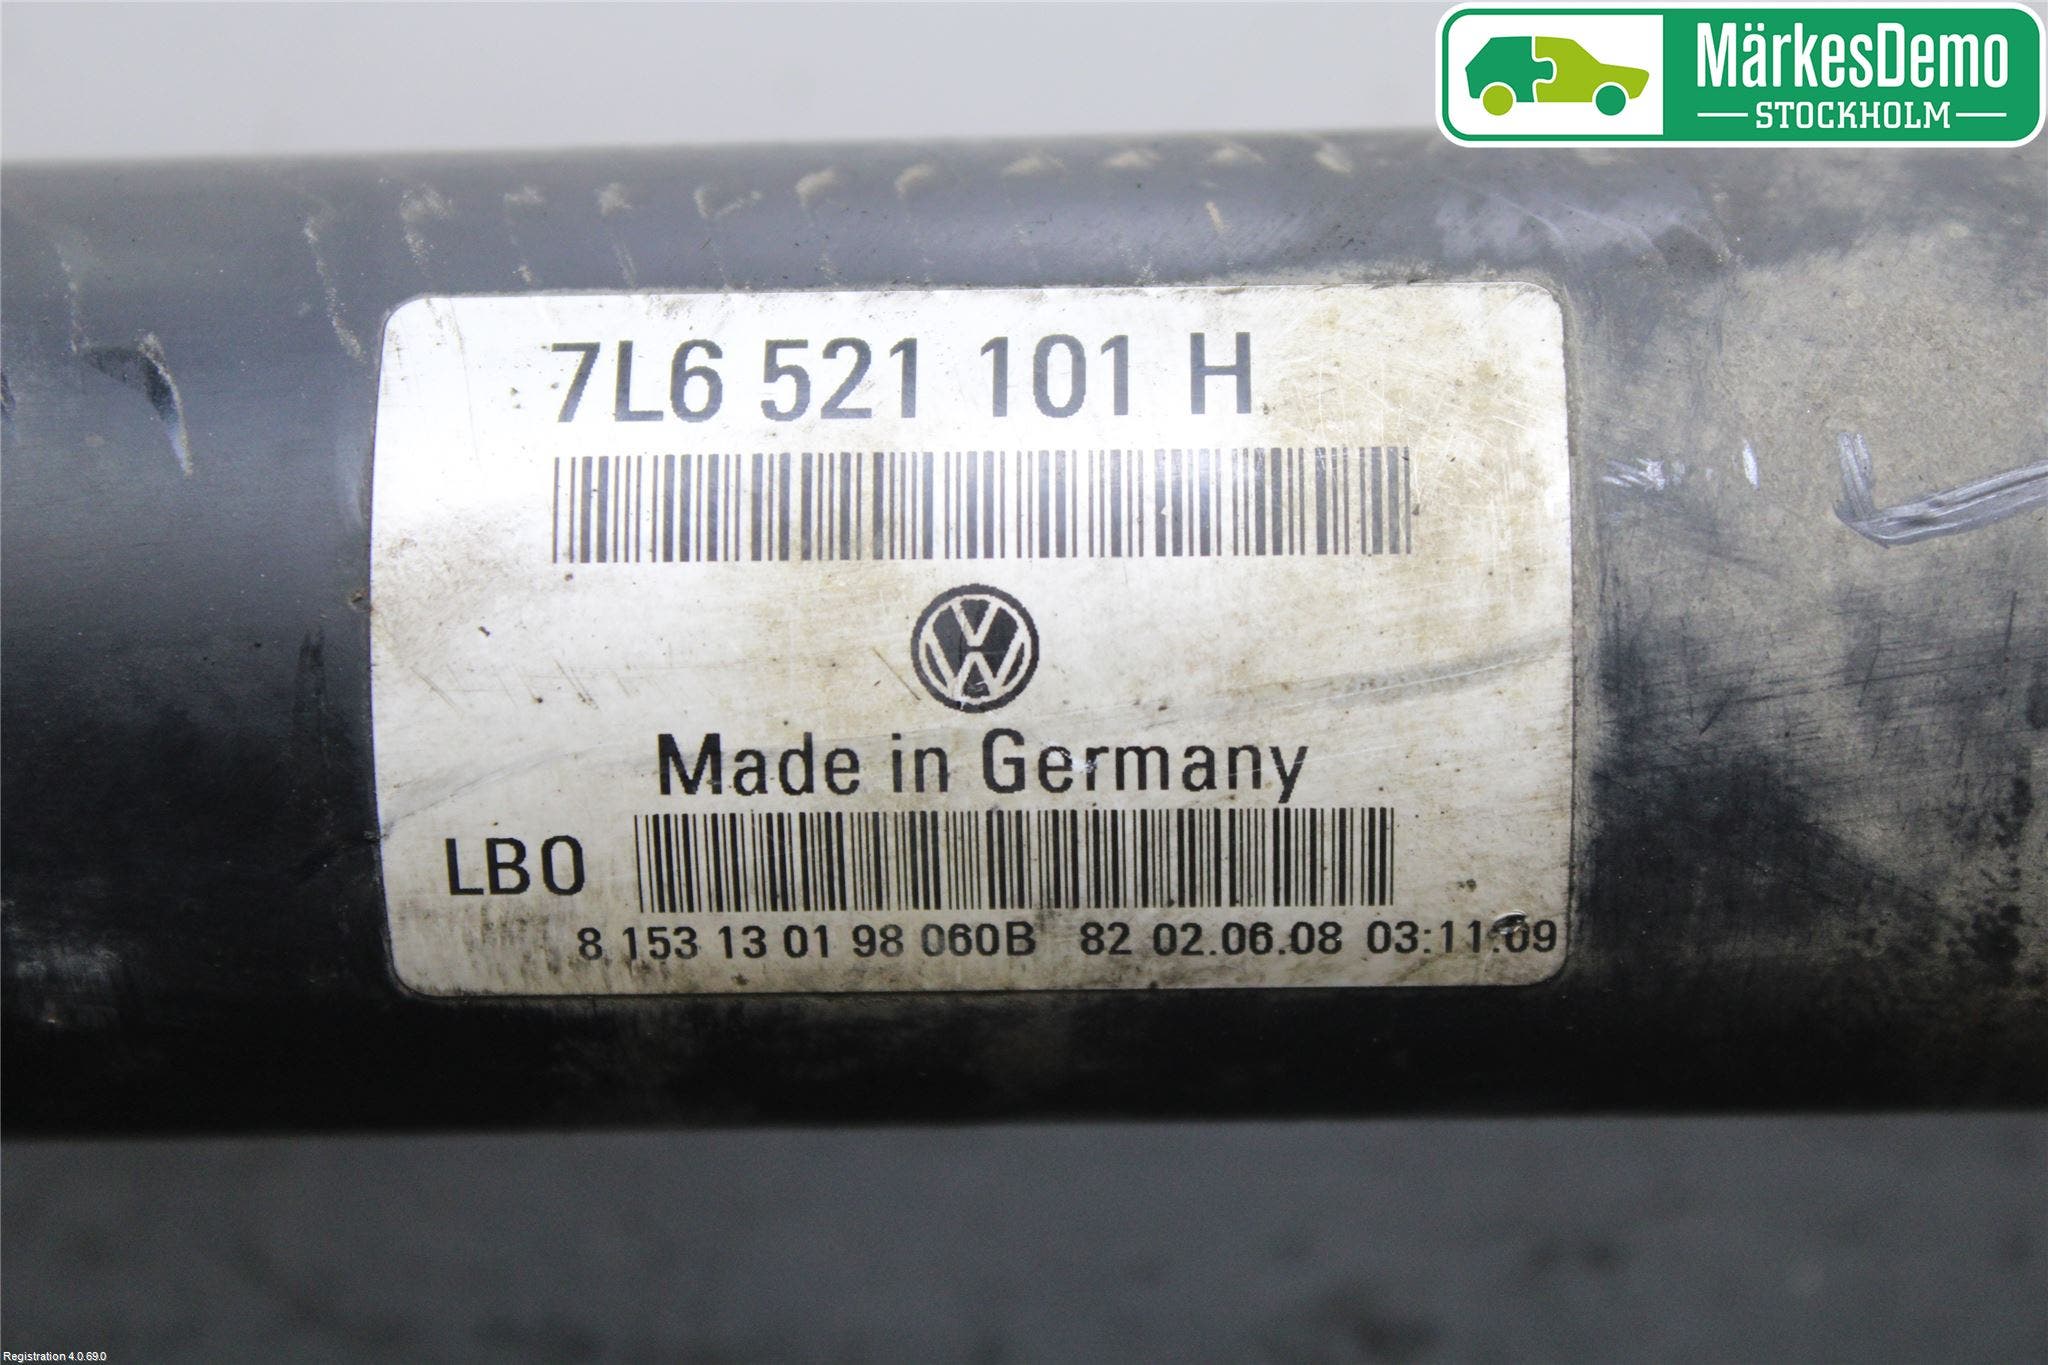 MärkesDemo
STOCKHOLM
7L6 521 101 H
Made in Germany
LB0
8 153 13 01 98 060B 82 02.06.08 03:11:09
Registration 4.0.69.0